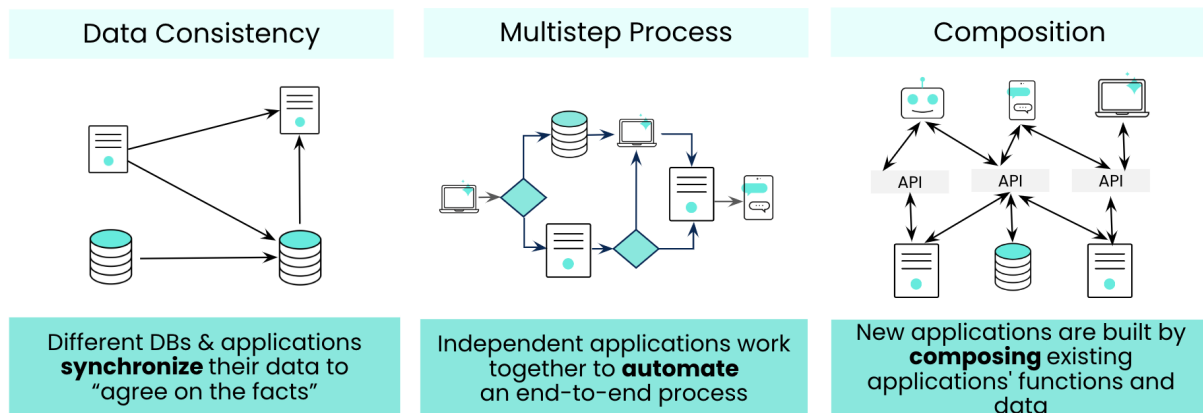 Data Consistency
Different DBs & applications
synchronize their data to
“agree on the facts”
Multistep Process
Independent applications work
together to automate
an end-to-end process
Composition
API
API
API
New applications are built by
composing existing
applications' functions and
data